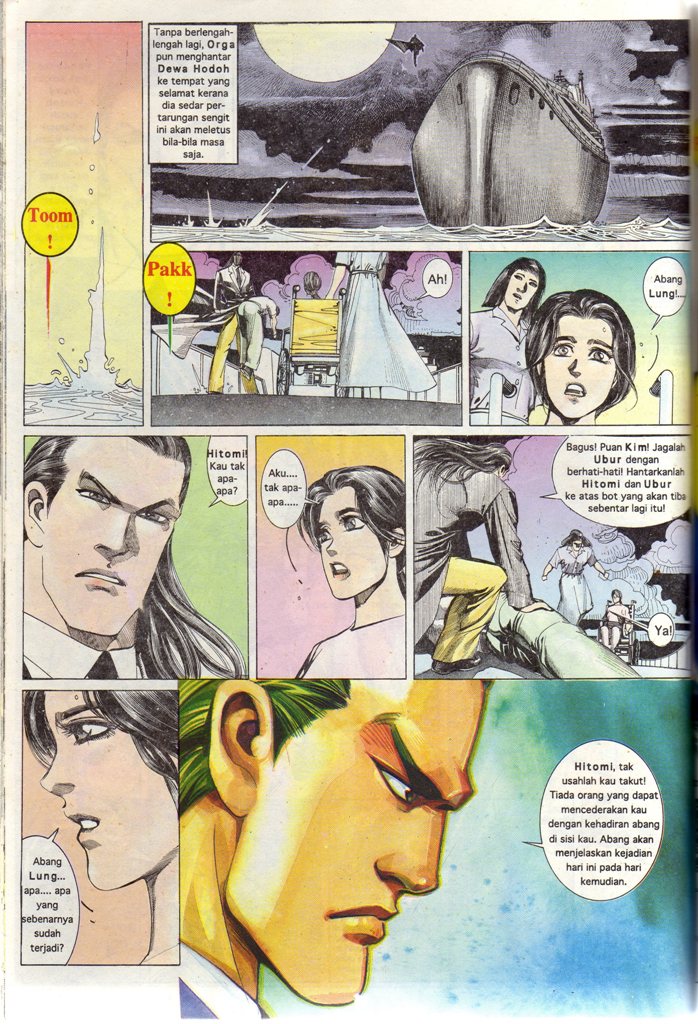 Tanpa berlengah-
lengah lagi, Orga
pun menghantar
Dewa Hodoh
ke tempat yang
selamat kerana
dia sedar per-
tarungan sengit
ini akan meletus
bila-bila masa
saja.
Toom
!
Pakk
!
Ah!
Abang
Lung!....
Hitomi!
Kau tak
apa-
apa?
Aku....
tak apa-
apa.....
Bagus! Puan Kim! Jagalah
Ubur dengan
berhati-hati! Hantarkanlah
Hitomi dan Ubur
ke atas bot yang akan tiba
sebentar lagi itu!
Ya!
Abang
Lung...
apa.... apa
yang
sebenarnya
sudah
terjadi?
Hitomi, tak
usahlah kau takut!
Tiada orang yang dapat
mencederakan kau
dengan kehadiran abang
di sisi kau. Abang akan
menjelaskan kejadian
hari ini pada hari
kemudian.